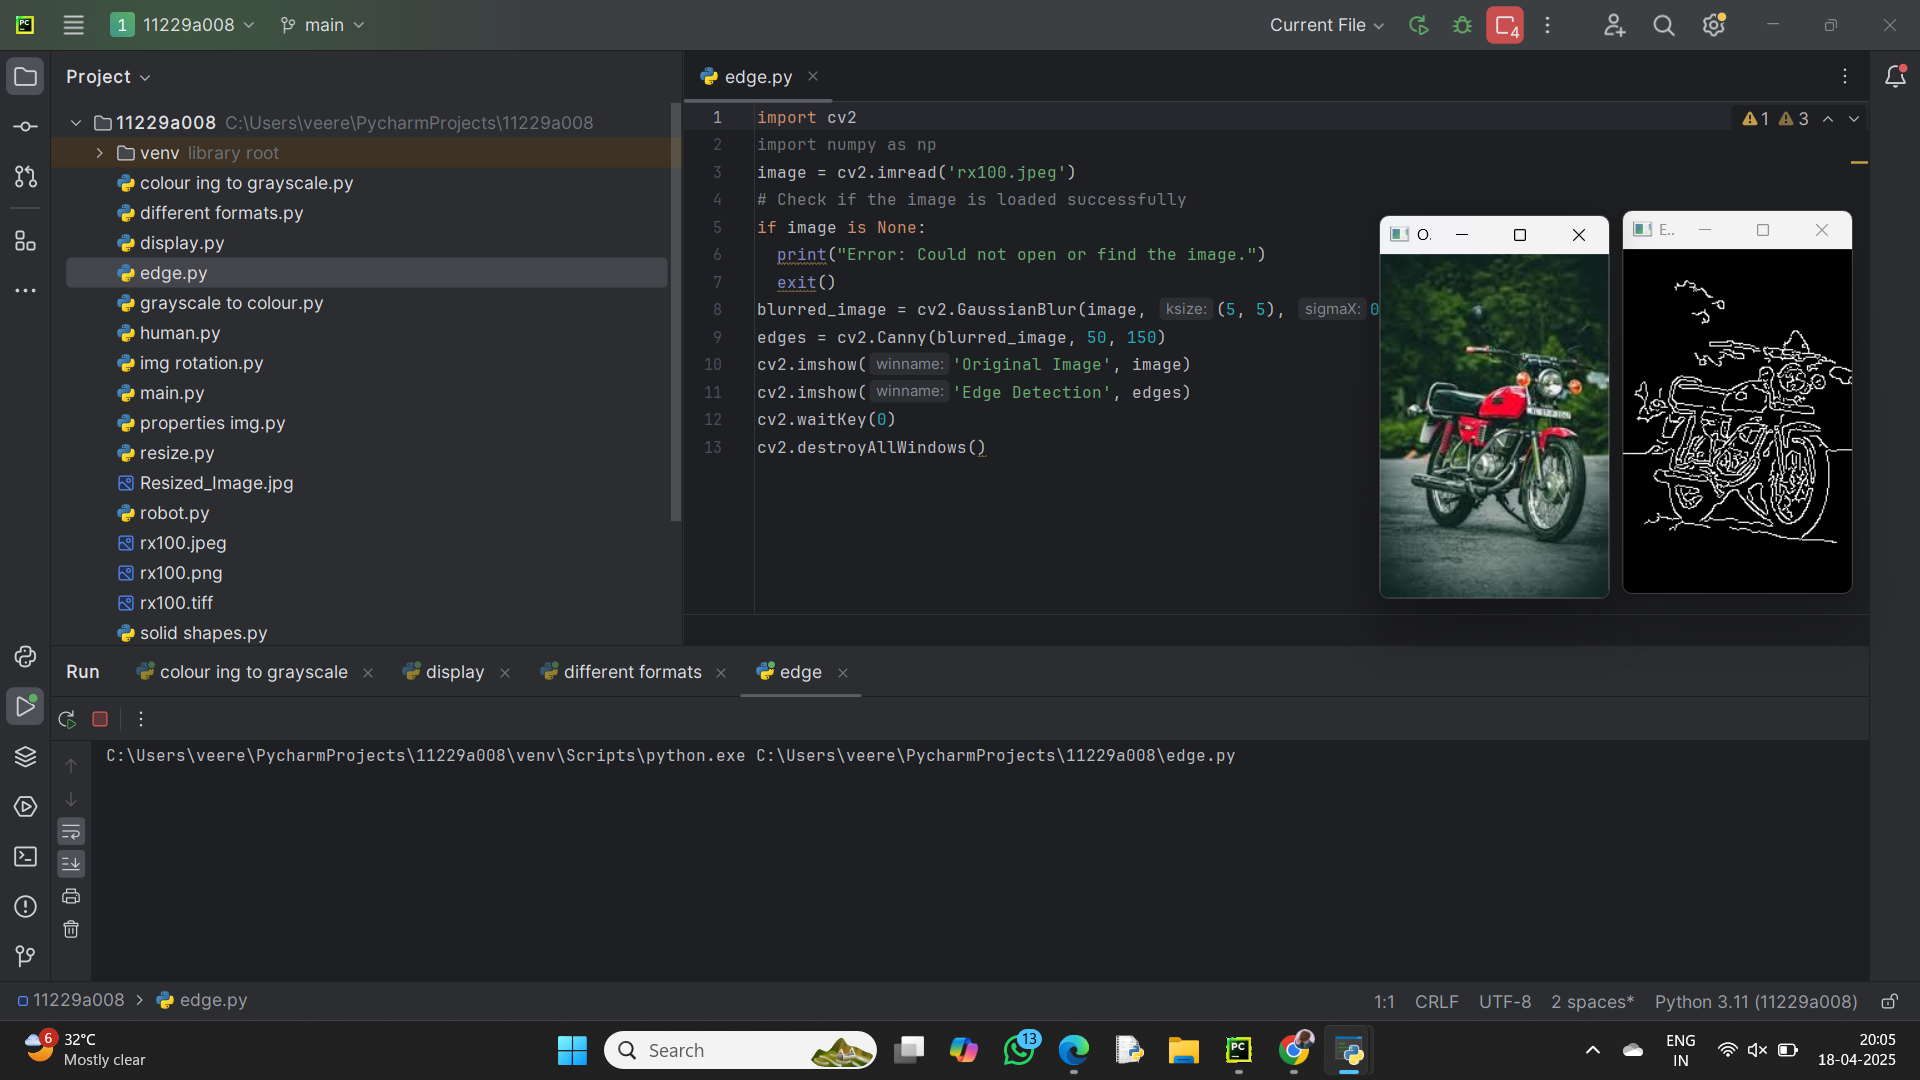 PC
1 11229a008
main
Current File
4
Project
11229a008 C:\Users\veere\PycharmProjects\11229a008
venv library root
colour ing to grayscale.py
different formats.py
display.py
edge.py
grayscale to colour.py
human.py
img rotation.py
main.py
properties img.py
resize.py
Resized_Image.jpg
robot.py
rx100.jpeg
rx100.png
rx100.tiff
solid shapes.py
edge.py
1 3
1 import cv2
2 import numpy as np
3 image = cv2.imread('rx100.jpeg')
4 # Check if the image is loaded successfully
5 if image is None:
6 print("Error: Could not open or find the image.")
7 exit()
8 blurred_image = cv2.GaussianBlur(image, ksize: (5, 5), sigmaX: 0
9 edges = cv2.Canny(blurred_image, 50, 150)
10 cv2.imshow( winname: 'Original Image', image)
11 cv2.imshow( winname: 'Edge Detection', edges)
12 cv2.waitKey(0)
13 cv2.destroyAllWindows()
O.
E..
Run
colour ing to grayscale
display
different formats
edge
C:\Users\veere\PycharmProjects\11229a008\venv\Scripts\python.exe C:\Users\veere\PycharmProjects\11229a008\edge.py
11229a008 > edge.py
1:1 CRLF UTF-8 2 spaces* Python 3.11 (11229a008)
6
32°C
Mostly clear
Search
13
PC
ENG
IN
20:05
18-04-2025